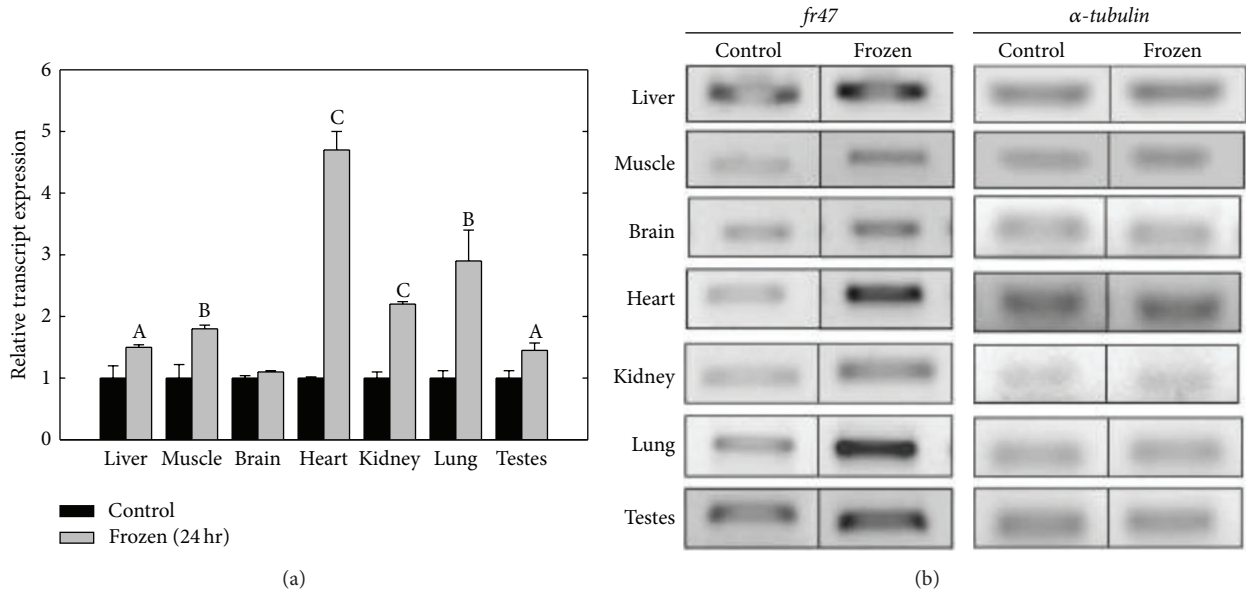 6
5
4
3
2
1
0
Relative transcript expression
A
B
C
C
B
A
Liver Muscle Brain Heart Kidney Lung Testes
Control
Frozen (24 hr)
(a)
fr47 α-tubulin
Control Frozen Control Frozen
Liver
Muscle
Brain
Heart
Kidney
Lung
Testes
(b)